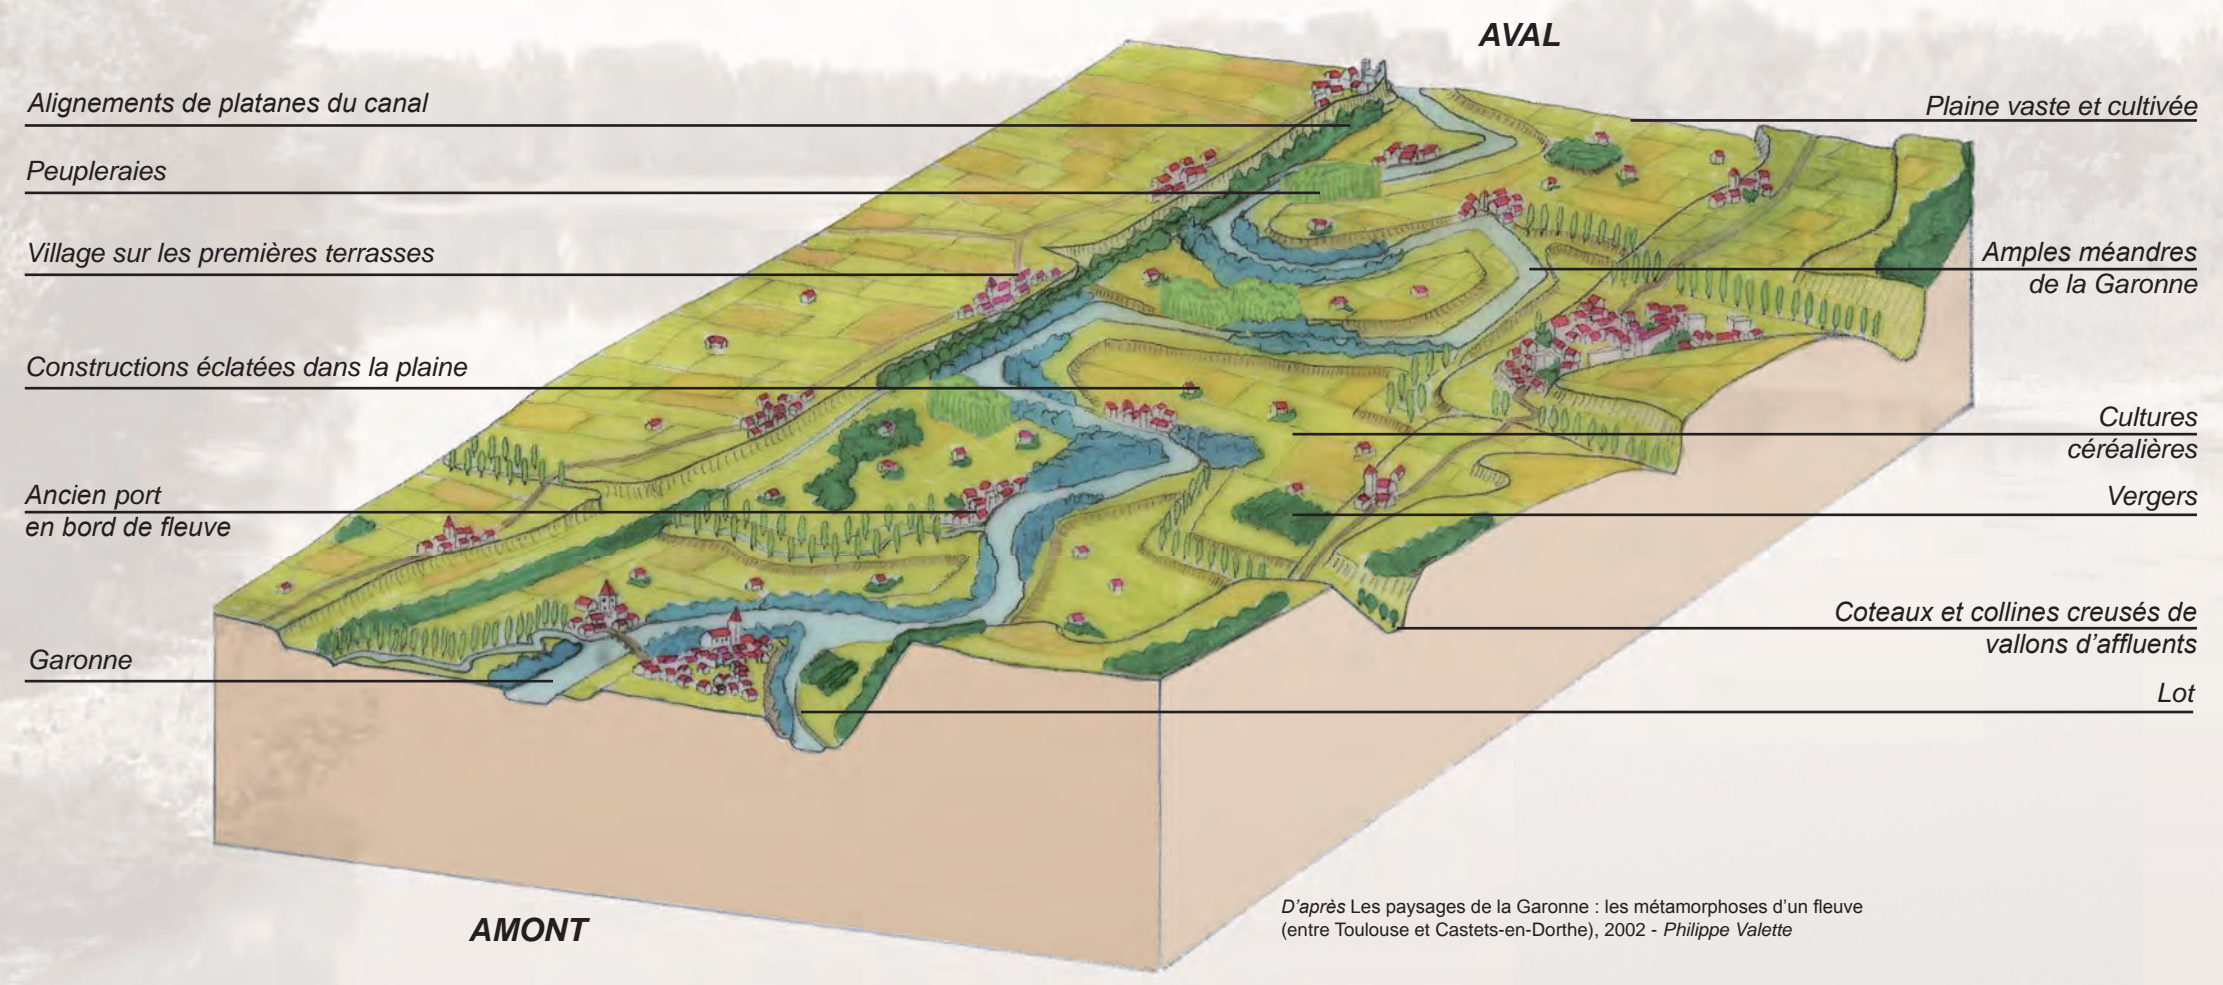 AVAL
Alignements de platanes du canal
Peupleraies
Village sur les premières terrasses
Constructions éclatées dans la plaine
Ancien port
en bord de fleuve
Garonne
Plaine vaste et cultivée
Amples méandres
de la Garonne
Cultures
céréalières
Vergers
Coteaux et collines creusés de
vallons d'affluents
Lot
AMONT
D'après Les paysages de la Garonne : les métamorphoses d'un fleuve
(entre Toulouse et Castets-en-Dorthe), 2002 - Philippe Valette